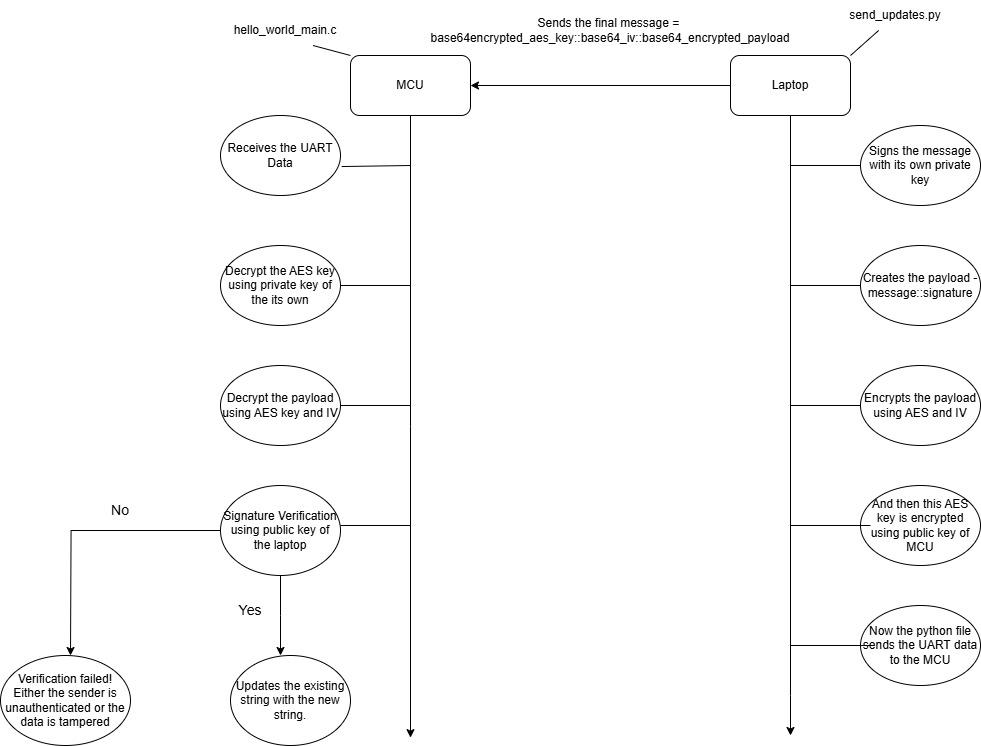 send_updates.py
Sends the final message =
hello_world_main.c
base64encrypted_aes_key::base64_iv::base64_encrypted_payload
MCU
Laptop
Receives the UART
Data
Signs the message
with its own private
key
Decrypt the AES key
using private key of
the its own
Creates the payload -
message::signature
Decrypt the payload
using AES key and IV
Encrypts the payload
using AES and IV
No
Signature Verification
using public key of
the laptop
And then this AES
key is encrypted
using public key of
MCU
Yes
Now the python file
sends the UART data
to the MCU
Verification failed!
Either the sender is
unauthenticated or the
data is tampered
Updates the existing
string with the new
string.